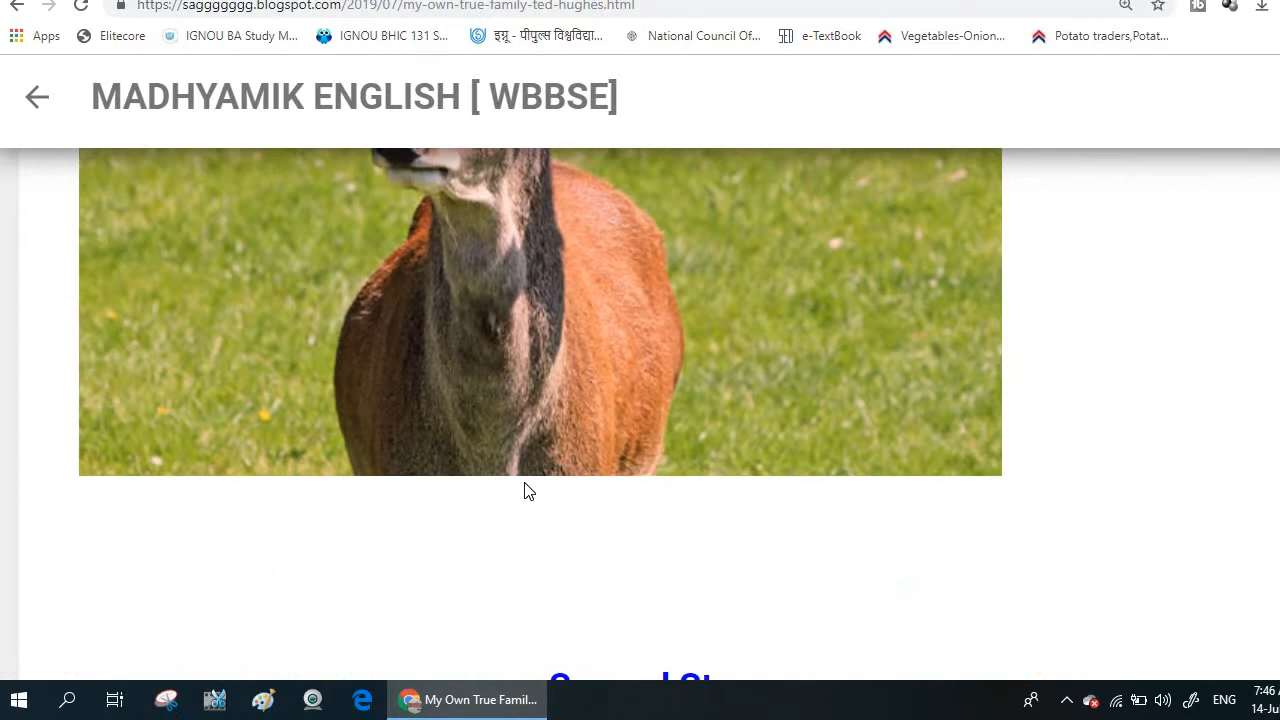 https://saggggggg.blogspot.com/2019/07/my-own-true-family-ted-hughes.html
Apps Elitecore IGNOU BA Study M... IGNOU BHIC 131 S... इग्नू - पीपुल्स विश्वविद्या... National Council Of... e-TextBook Vegetables-Onion... Potato traders,Potat...
MADHYAMIK ENGLISH [ WBBSE]
My Own True Famil...
ENG
7:46
14-Ju